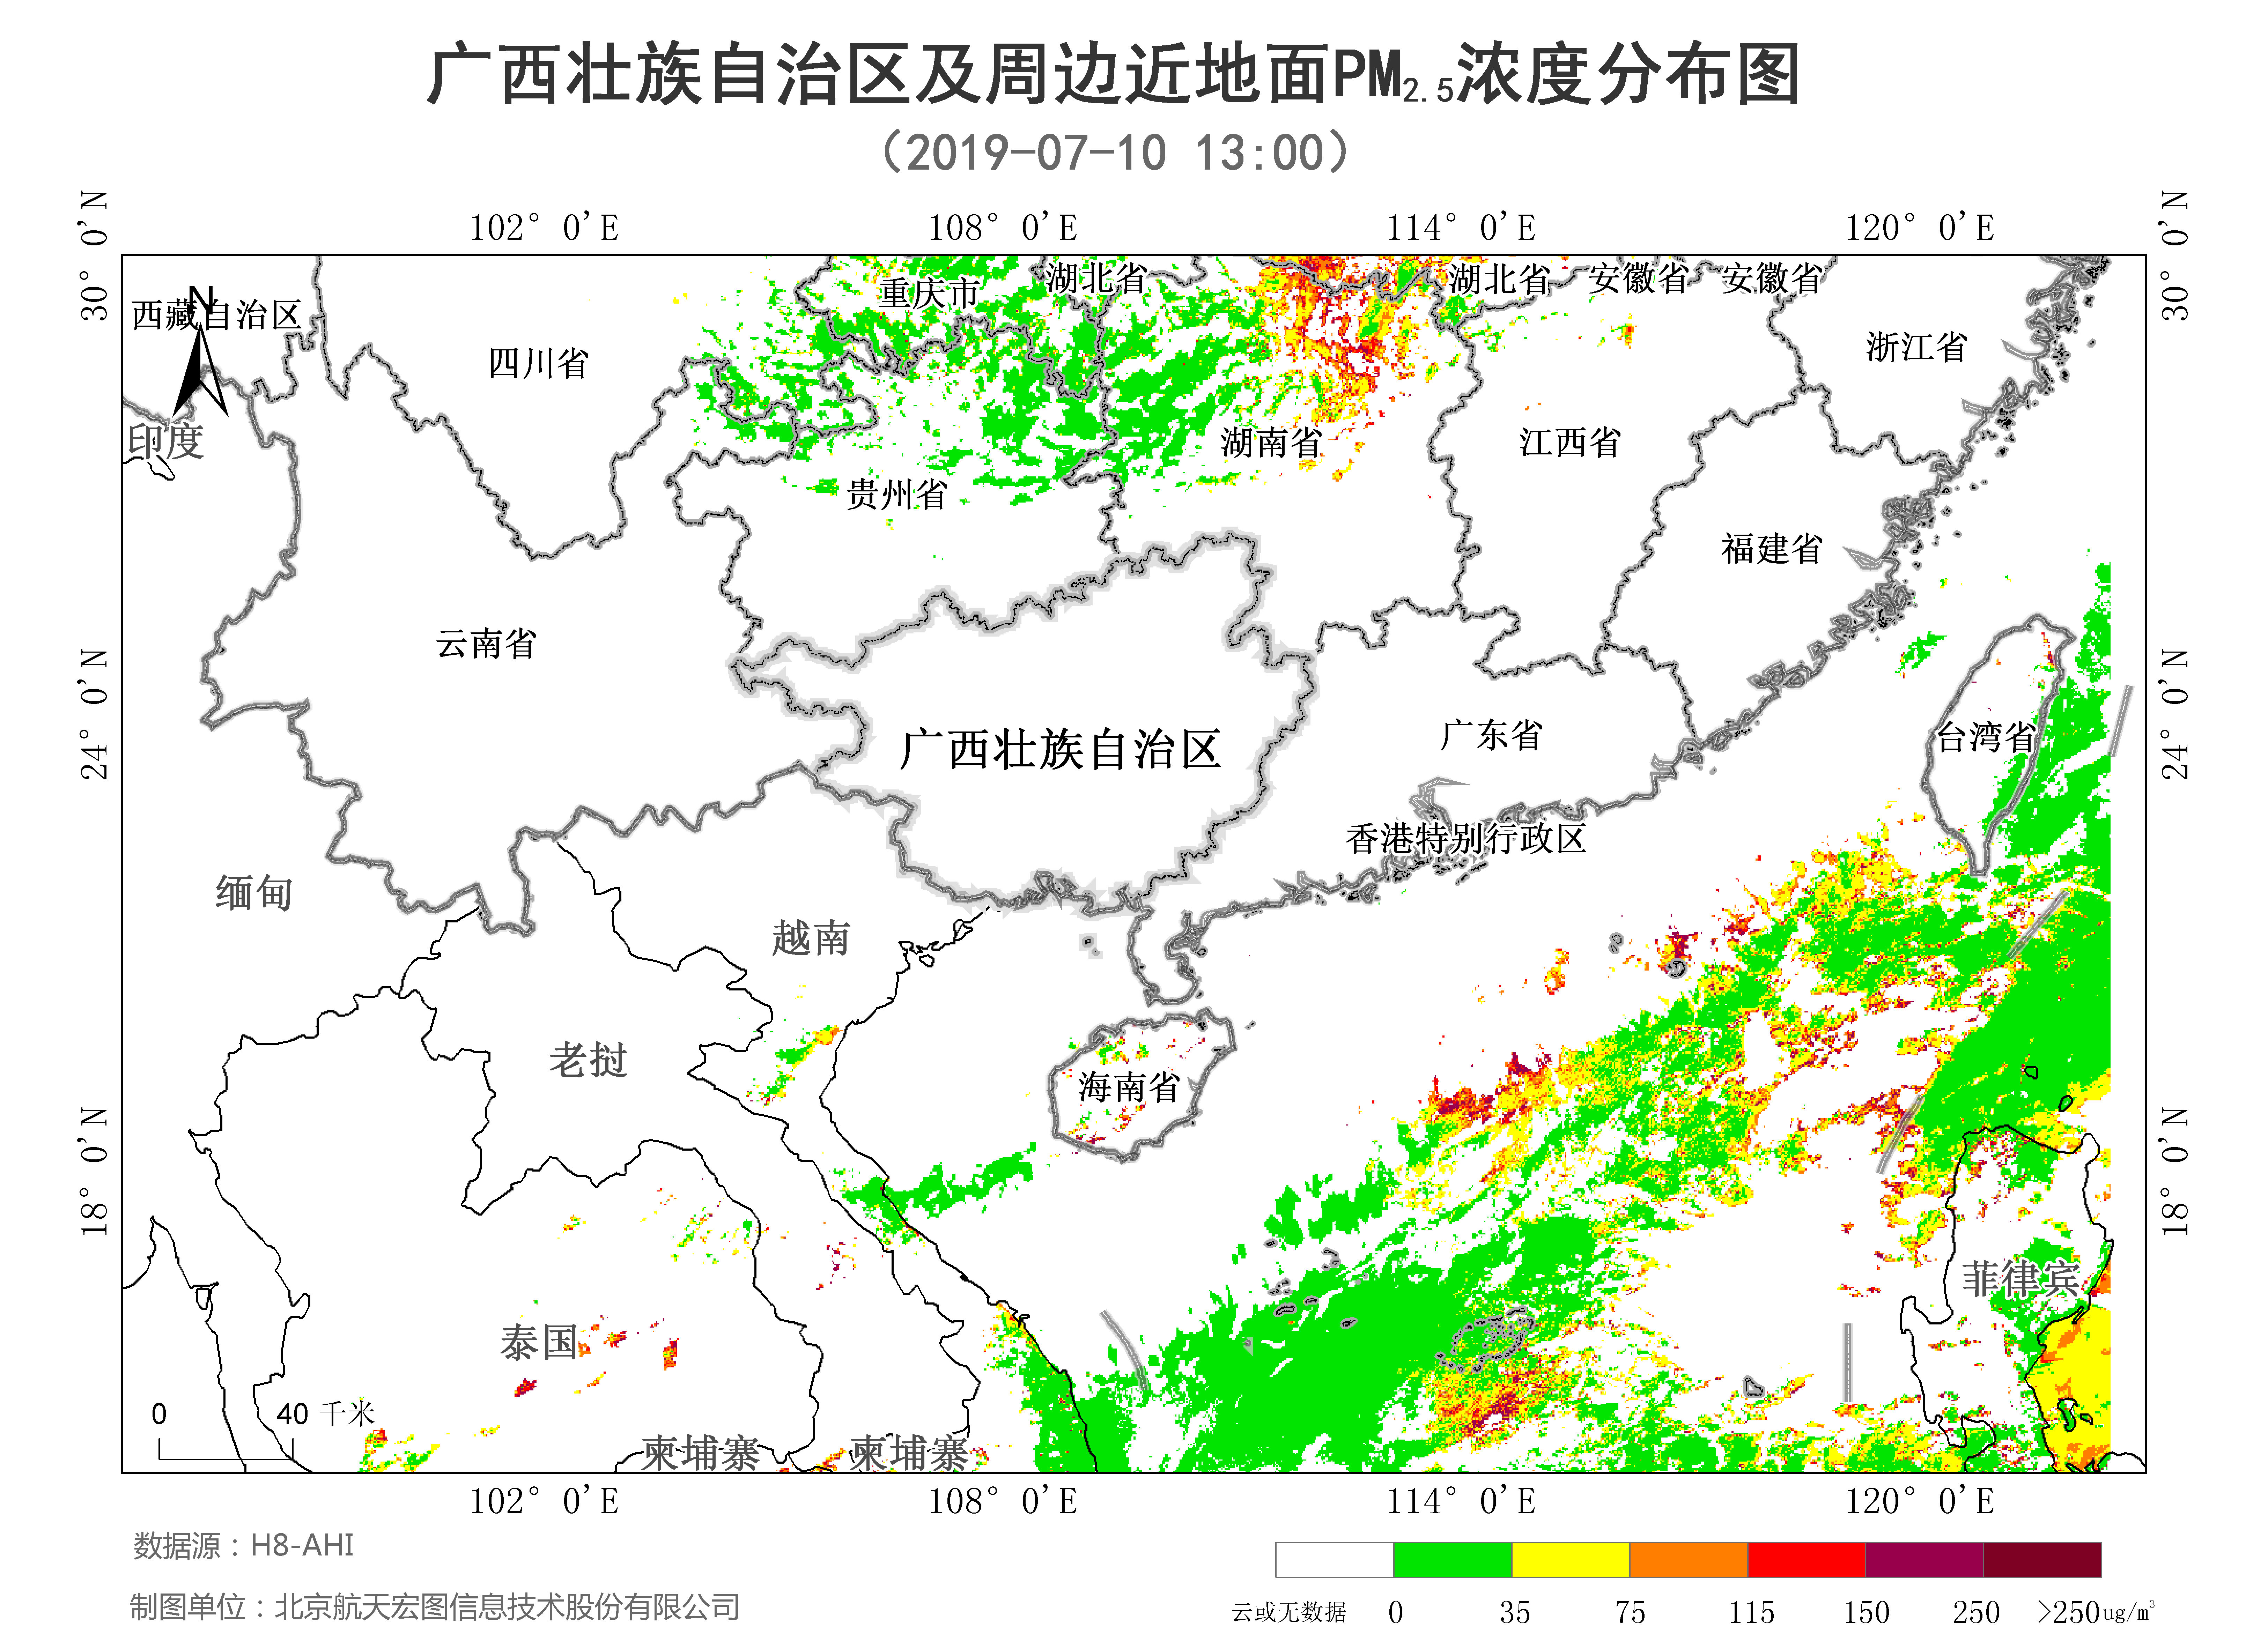 广西壮族自治区及周边近地面PM2.5浓度分布图
(2019-07-10 13:00)
102° 0'E 108° 0'E 114° 0'E 120° 0'E
30° 0'N
30° 0'N
N
西藏自治区
四川省
重庆市
湖北省
湖北省
安徽省
安徽省
浙江省
印度
湖南省
江西省
贵州省
福建省
云南省
24° 0'N
24° 0'N
广西壮族自治区
广东省
台湾省
香港特别行政区
缅甸
越南
老挝
海南省
18° 0'N
18° 0'N
菲律宾
泰国
0 40 千米
柬埔寨
柬埔寨
102° 0'E 108° 0'E 114° 0'E 120° 0'E
数据源：H8-AHI
制图单位：北京航天宏图信息技术股份有限公司
云或无数据 0 35 75 115 150 250 >250ug/m³